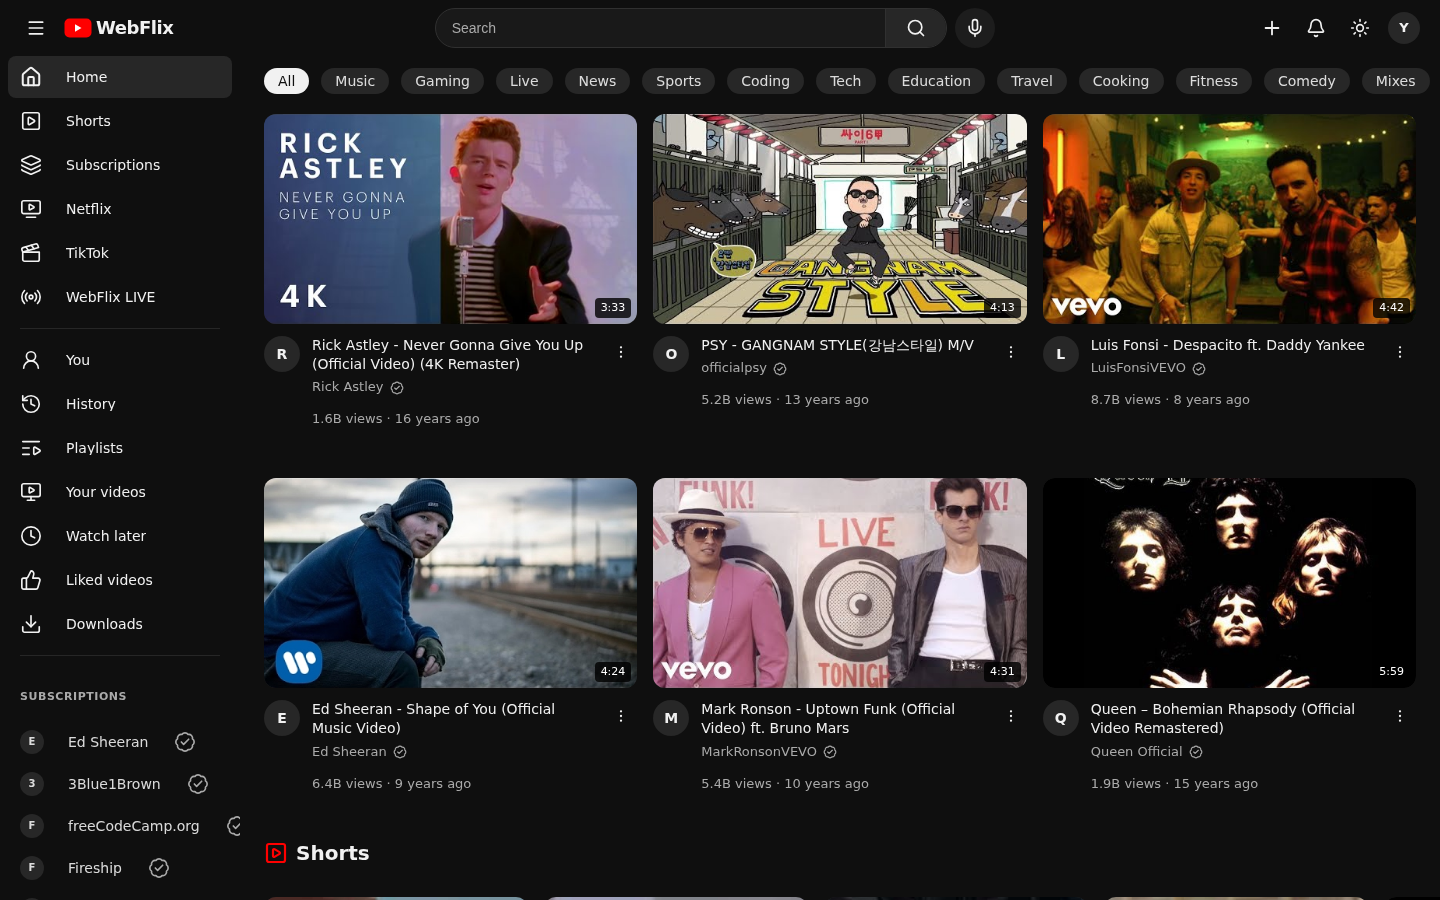 WebFlix
Search
Y
Home
Shorts
Subscriptions
Netflix
TikTok
WebFlix LIVE
You
History
Playlists
Your videos
Watch later
Liked videos
Downloads
SUBSCRIPTIONS
E Ed Sheeran
3 3Blue1Brown
F freeCodeCamp.org
F Fireship
All Music Gaming Live News Sports Coding Tech Education Travel Cooking Fitness Comedy Mixes
RICK
ASTLEY
NEVER GONNA
GIVE YOU UP
4K
3:33
R
Rick Astley - Never Gonna Give You Up
(Official Video) (4K Remaster)
Rick Astley
1.6B views · 16 years ago
싸이6甲
GANGNAM
STYLE
4:13
O
PSY - GANGNAM STYLE(강남스타일) M/V
officialpsy
5.2B views · 13 years ago
vevo
4:42
L
Luis Fonsi - Despacito ft. Daddy Yankee
LuisFonsiVEVO
8.7B views · 8 years ago
4:24
E
Ed Sheeran - Shape of You (Official
Music Video)
Ed Sheeran
6.4B views · 9 years ago
LIVE
vevo
4:31
M
Mark Ronson - Uptown Funk (Official
Video) ft. Bruno Mars
MarkRonsonVEVO
5.4B views · 10 years ago
5:59
Q
Queen – Bohemian Rhapsody (Official
Video Remastered)
Queen Official
1.9B views · 15 years ago
Shorts